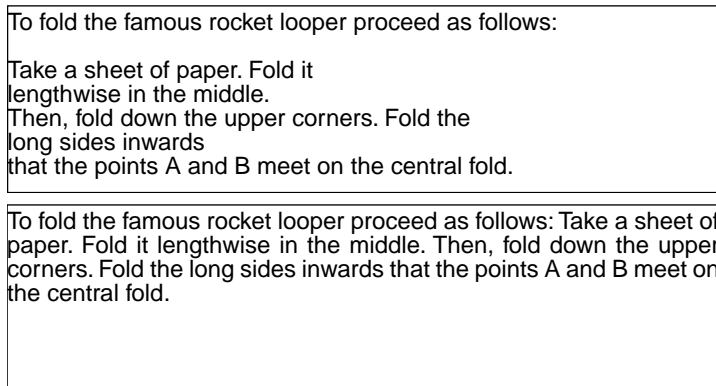 To fold the famous rocket looper proceed as follows:
Take a sheet of paper. Fold it
lengthwise in the middle.
Then, fold down the upper corners. Fold the
long sides inwards
that the points A and B meet on the central fold.
To fold the famous rocket looper proceed as follows: Take a sheet of
paper. Fold it lengthwise in the middle. Then, fold down the upper
corners. Fold the long sides inwards that the points A and B meet on
the central fold.